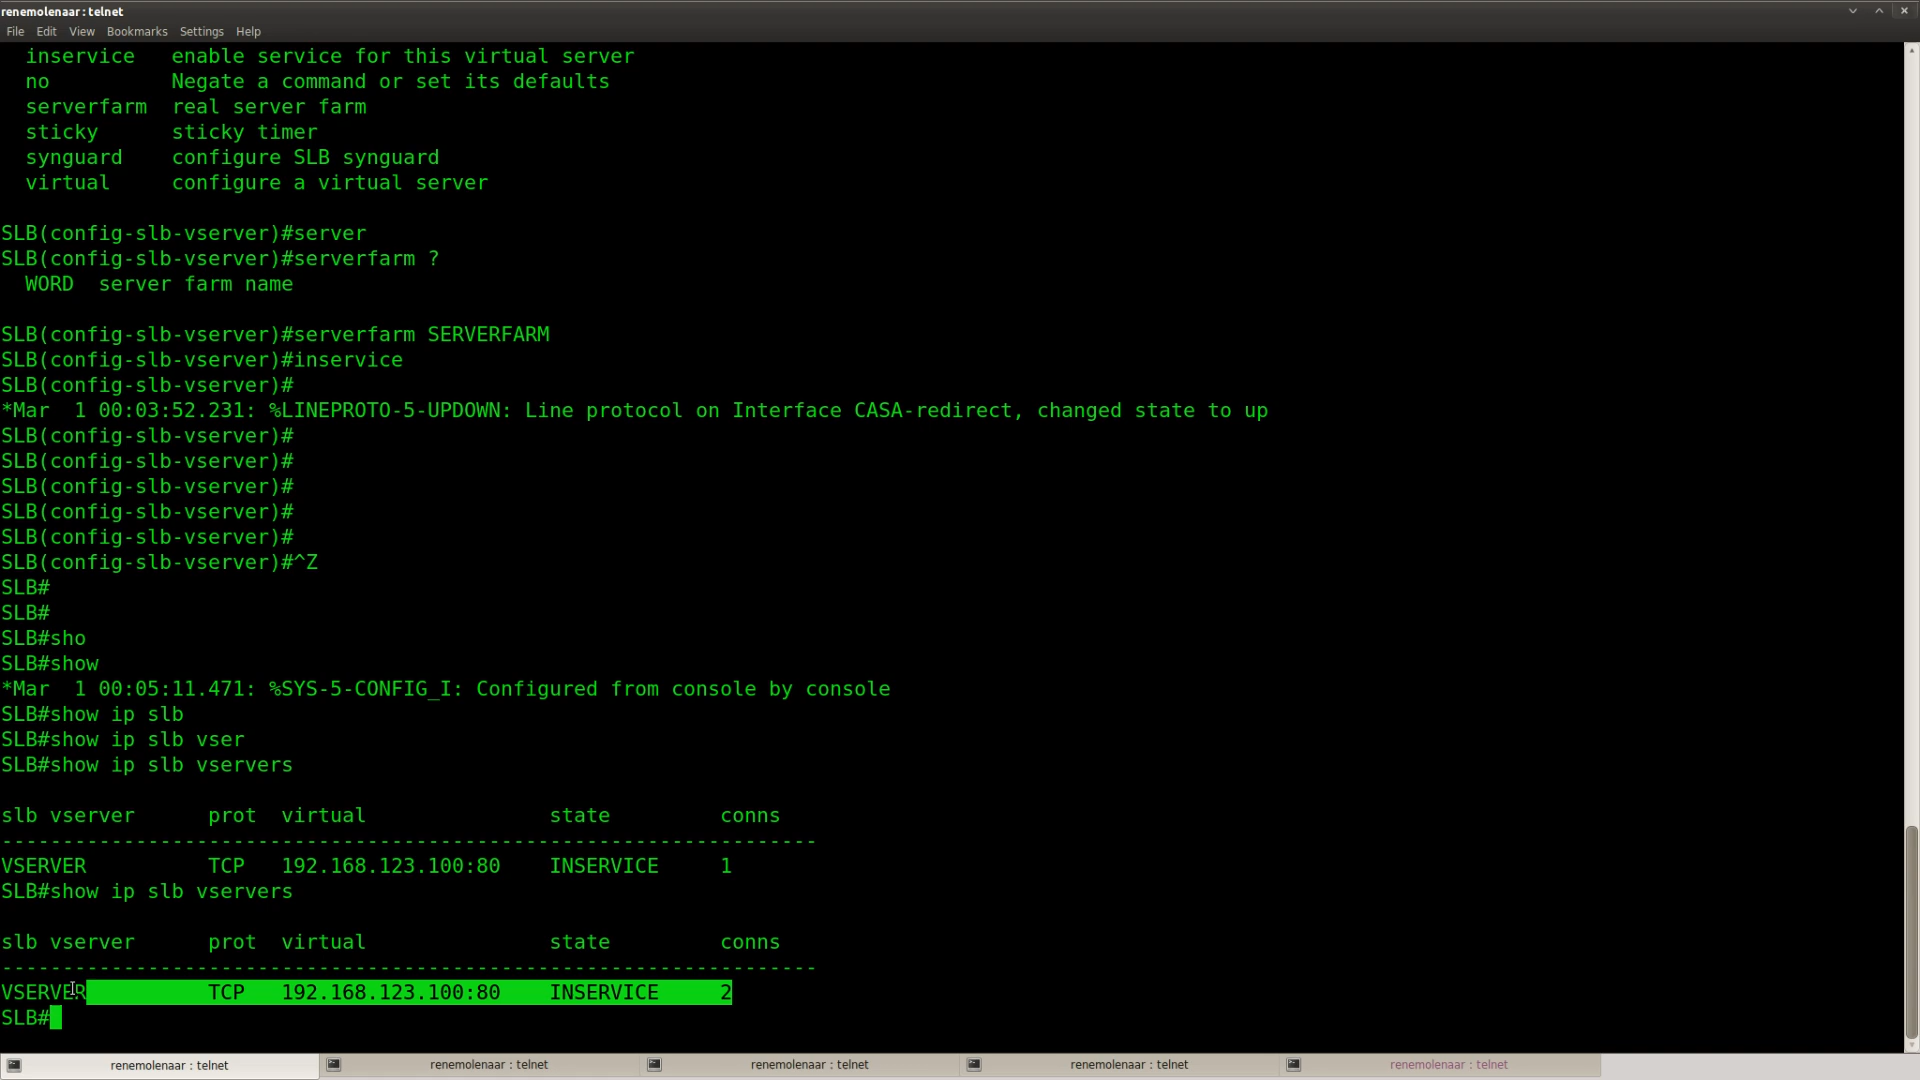 renemolenaar : telnet
File Edit View Bookmarks Settings Help
inservice enable service for this virtual server
no Negate a command or set its defaults
serverfarm real server farm
sticky sticky timer
synguard configure SLB synguard
virtual configure a virtual server
SLB(config-slb-vserver)#server
SLB(config-slb-vserver)#serverfarm ?
WORD server farm name
SLB(config-slb-vserver)#serverfarm SERVERFARM
SLB(config-slb-vserver)#inservice
SLB(config-slb-vserver)#
*Mar 1 00:03:52.231: %LINEPROTO-5-UPDOWN: Line protocol on Interface CASA-redirect, changed state to up
SLB(config-slb-vserver)#
SLB(config-slb-vserver)#
SLB(config-slb-vserver)#
SLB(config-slb-vserver)#
SLB(config-slb-vserver)#
SLB(config-slb-vserver)#^Z
SLB#
SLB#
SLB#sho
SLB#show
*Mar 1 00:05:11.471: %SYS-5-CONFIG_I: Configured from console by console
SLB#show ip slb
SLB#show ip slb vser
SLB#show ip slb vservers
slb vserver prot virtual state conns
-------------------------------------------------------------------
VSERVER TCP 192.168.123.100:80 INSERVICE 1
SLB#show ip slb vservers
slb vserver prot virtual state conns
-------------------------------------------------------------------
VSERVER TCP 192.168.123.100:80 INSERVICE 2
SLB#
renemolenaar : telnet renemolenaar : telnet renemolenaar : telnet renemolenaar : telnet renemolenaar : telnet